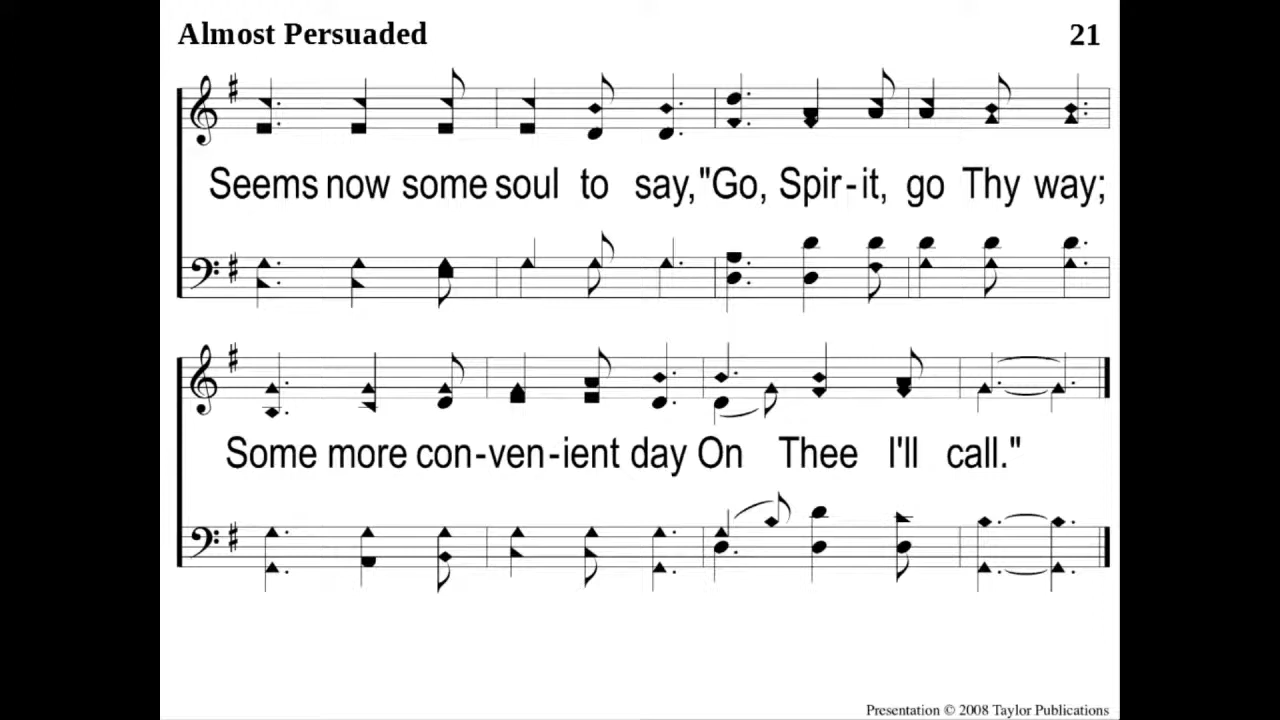 Almost Persuaded
21
Seems now some soul to say,"Go, Spir-it, go Thy way;
Some more con-ven-ient day On Thee I'll call."
Presentation © 2008 Taylor Publications